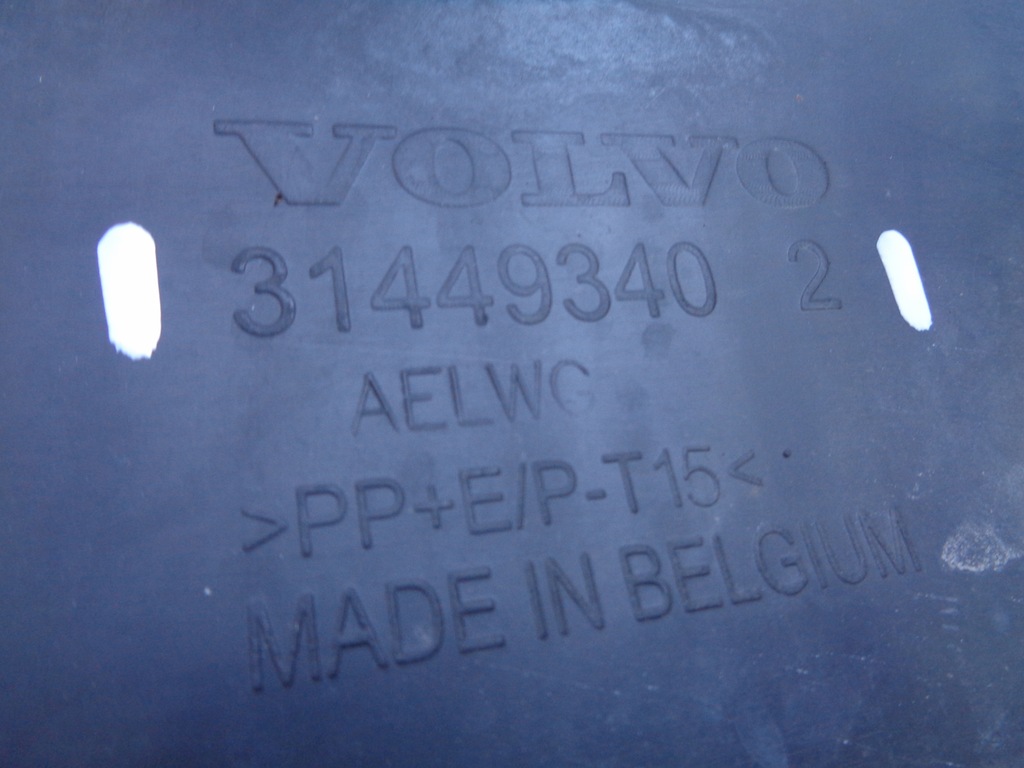 VOLVO
31449340 2
AELWG
>PP+E/P-T15<
MADE IN BELGIUM